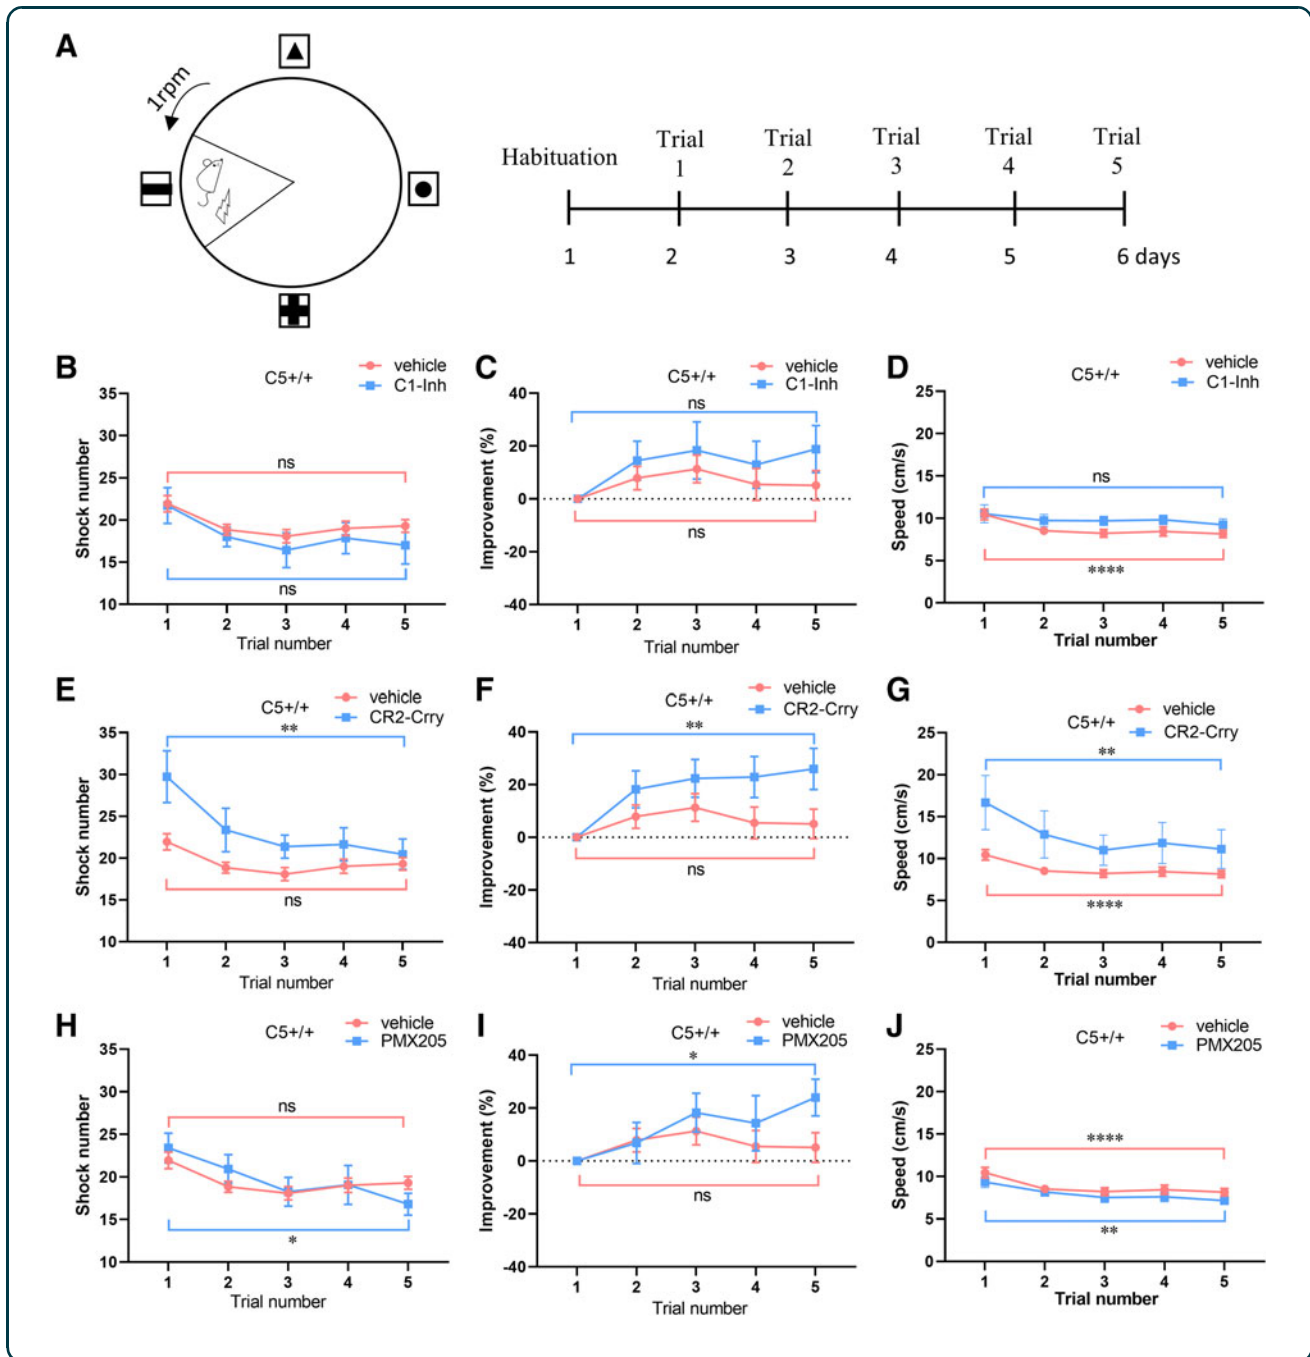 A
1rpm
Habituation
Trial 1
Trial 2
Trial 3
Trial 4
Trial 5
1
2
3
4
5
6 days
B
C5+/+
vehicle
C1-Inh
Shock number
35
30
25
20
15
10
ns
ns
1 2 3 4 5
Trial number
C
C5+/+
vehicle
C1-Inh
Improvement (%)
40
20
0
-20
-40
ns
ns
1 2 3 4 5
Trial number
D
C5+/+
vehicle
C1-Inh
Speed (cm/s)
25
20
15
10
5
0
ns
****
1 2 3 4 5
Trial number
E
C5+/+
vehicle
CR2-Crry
Shock number
35
30
25
20
15
10
**
ns
1 2 3 4 5
Trial number
F
C5+/+
vehicle
CR2-Crry
Improvement (%)
40
20
0
-20
-40
**
ns
1 2 3 4 5
Trial number
G
C5+/+
vehicle
CR2-Crry
Speed (cm/s)
25
20
15
10
5
0
**
****
1 2 3 4 5
Trial number
H
C5+/+
vehicle
PMX205
Shock number
35
30
25
20
15
10
ns
*
1 2 3 4 5
Trial number
I
C5+/+
vehicle
PMX205
Improvement (%)
40
20
0
-20
-40
*
ns
1 2 3 4 5
Trial number
J
C5+/+
vehicle
PMX205
Speed (cm/s)
25
20
15
10
5
0
****
**
1 2 3 4 5
Trial number